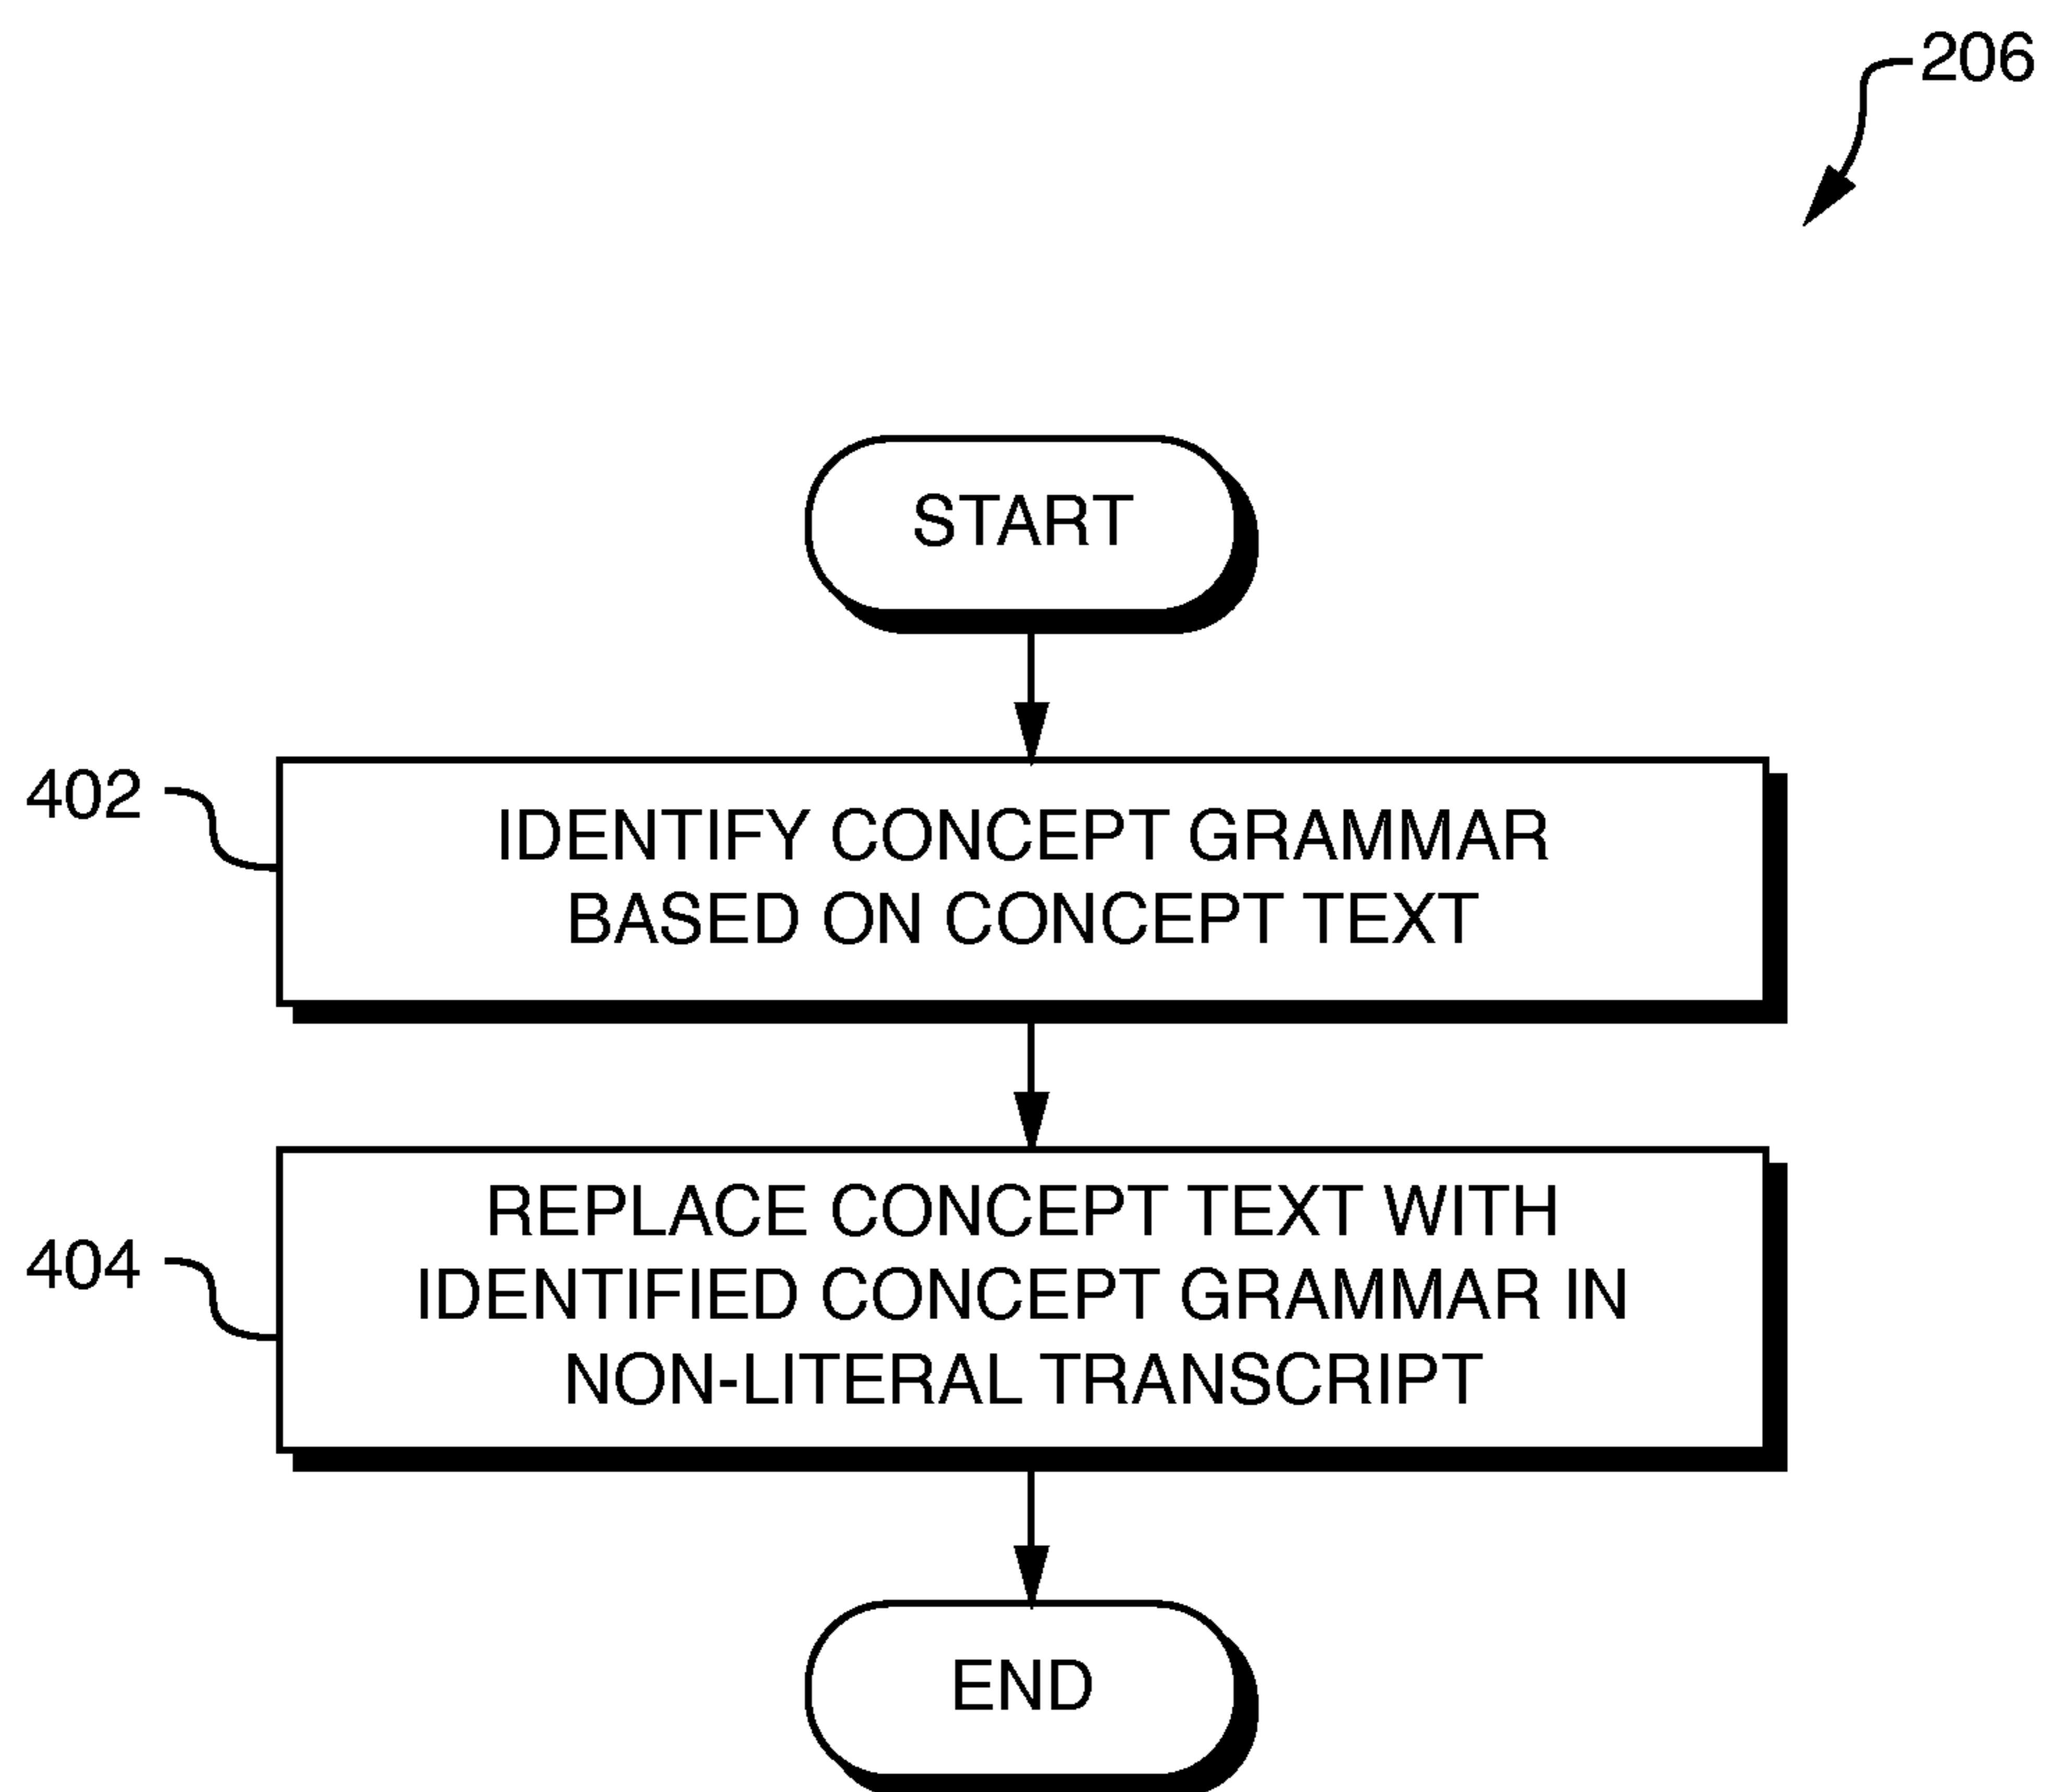 206
START
402
IDENTIFY CONCEPT GRAMMAR
BASED ON CONCEPT TEXT
404
REPLACE CONCEPT TEXT WITH
IDENTIFIED CONCEPT GRAMMAR IN
NON-LITERAL TRANSCRIPT
END